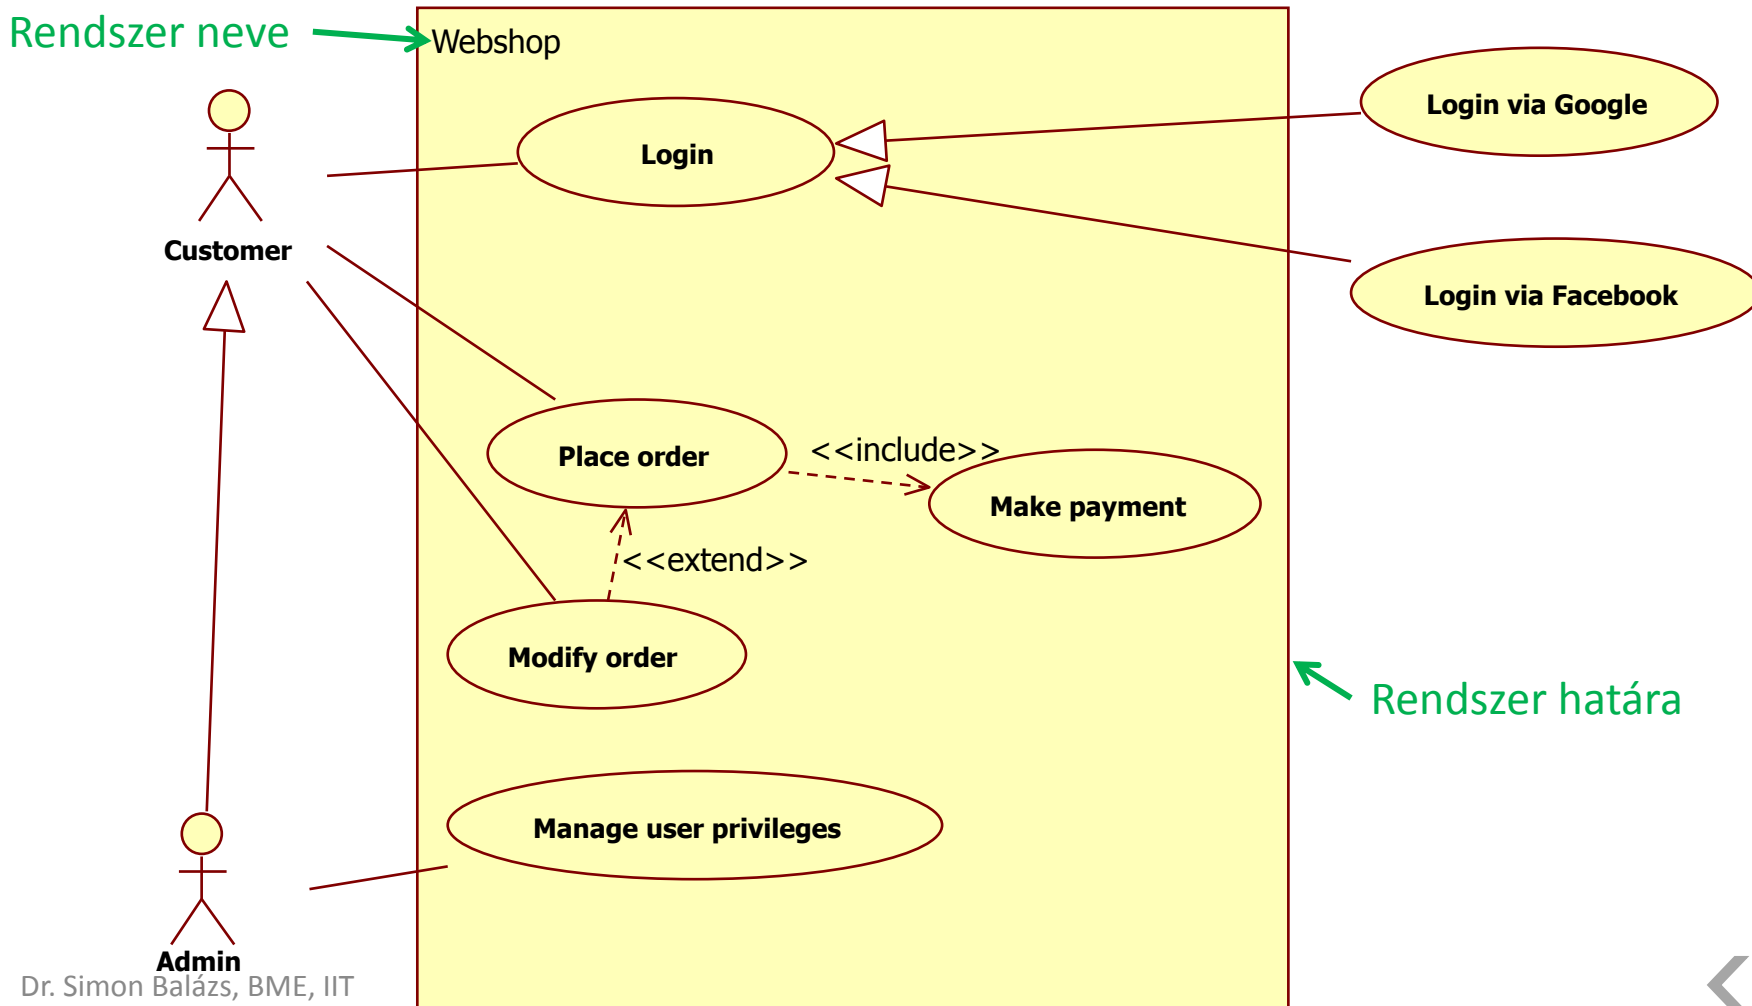 Rendszer neve
Webshop
Login via Google
Login
Customer
Login via Facebook
Place order
<<include>>
Make payment
<<extend>>
Modify order
Rendszer határa
Manage user privileges
Admin
Dr. Simon Balázs, BME, IIT